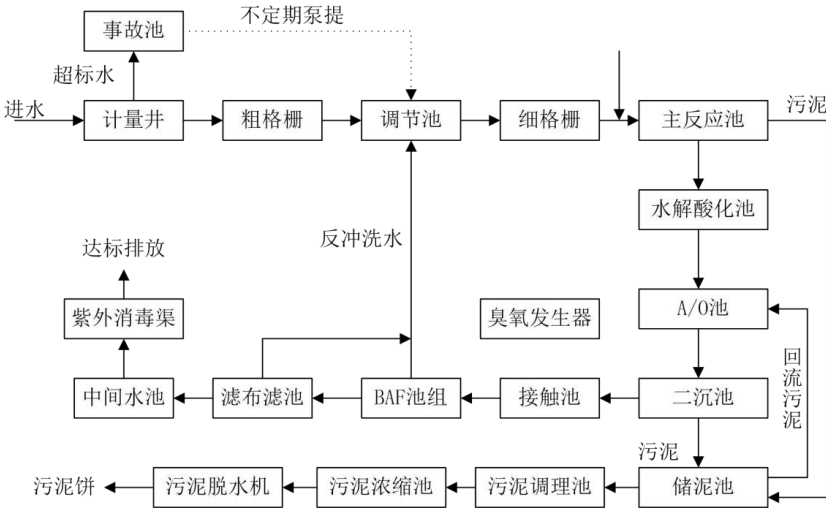 不定期泵提
事故池
超标水
进水
计量井
粗格栅
调节池
细格栅
主反应池
污泥
水解酸化池
反冲洗水
达标排放
紫外消毒渠
臭氧发生器
A/O池
回流污泥
中间水池
滤布滤池
BAF池组
接触池
二沉池
污泥
污泥饼
污泥脱水机
污泥浓缩池
污泥调理池
储泥池